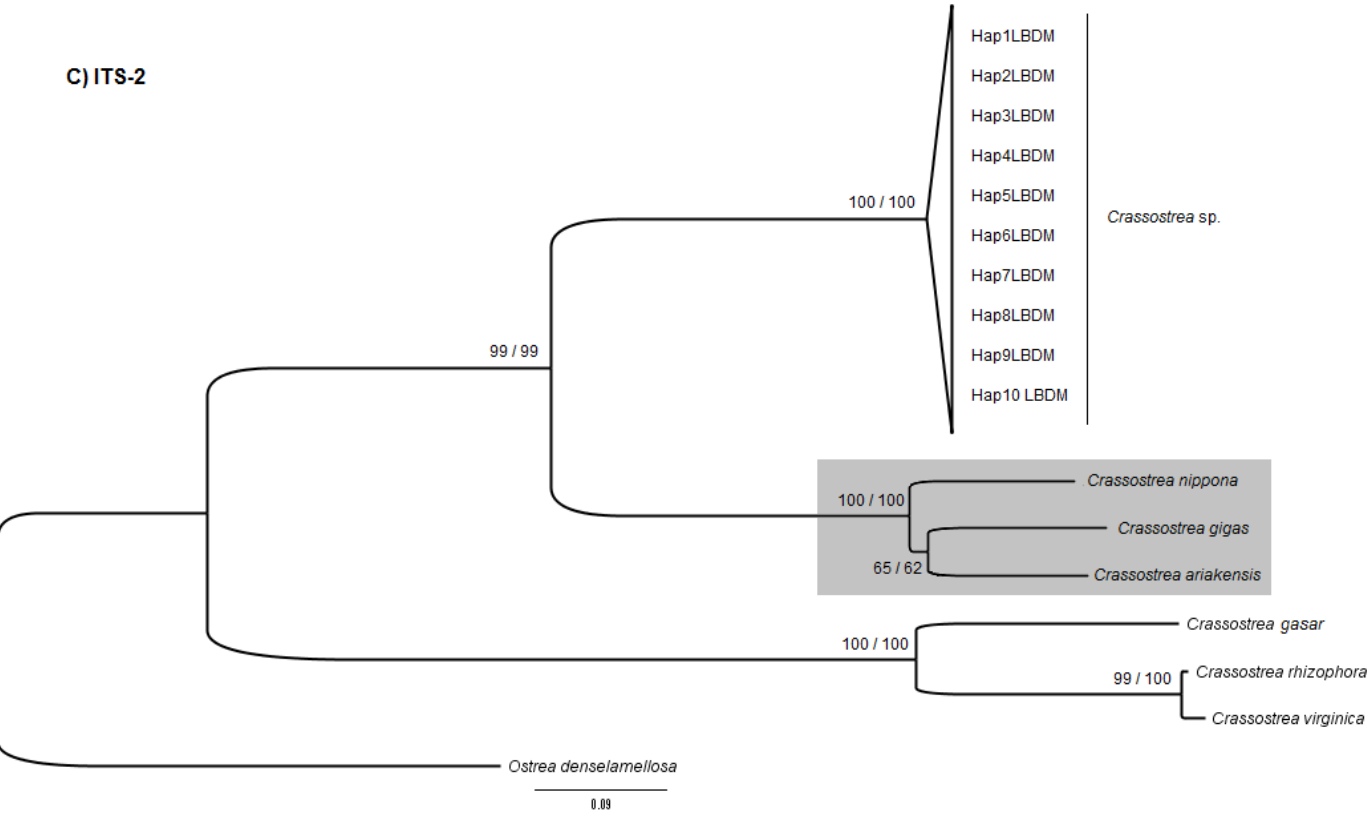 C) ITS-2
Hap1LBDM
Hap2LBDM
Hap3LBDM
Hap4LBDM
Hap5LBDM
Hap6LBDM
Hap7LBDM
Hap8LBDM
Hap9LBDM
Hap10 LBDM
100 / 100
Crassostrea sp.
99 / 99
Crassostrea nippona
100 / 100
Crassostrea gigas
65 / 62
Crassostrea ariakensis
Crassostrea gasar
100 / 100
Crassostrea rhizophora
99 / 100
Crassostrea virginica
Ostrea denselamellosa
0.09